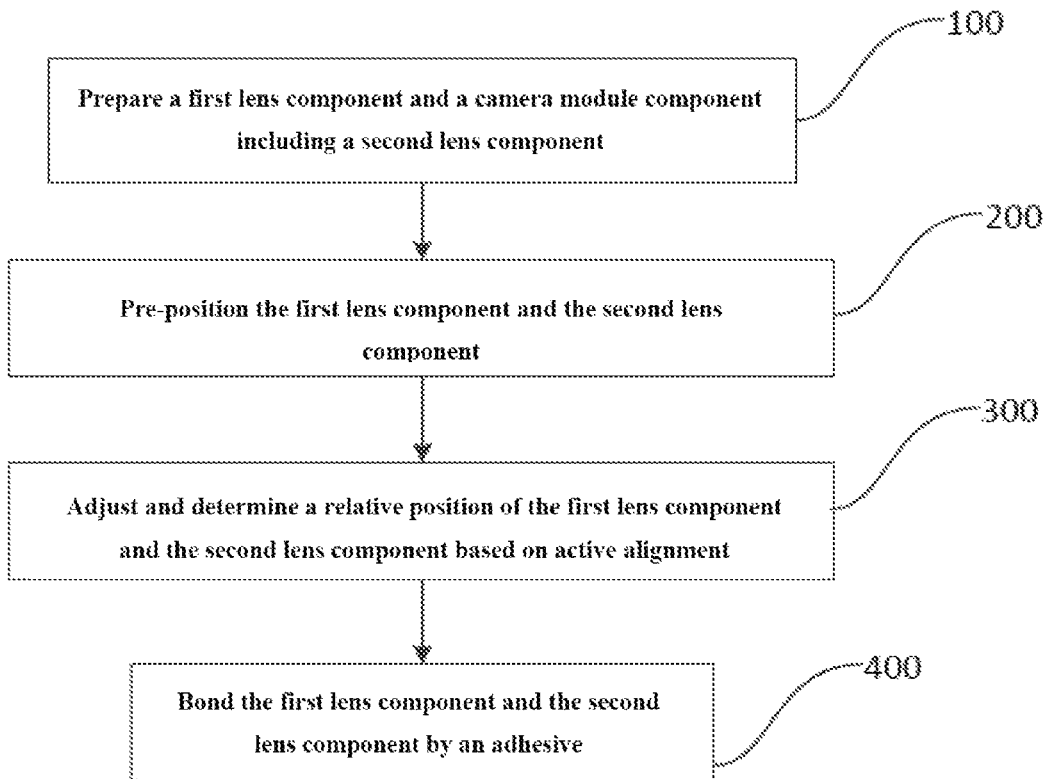 100
Prepare a first lens component and a camera module component
including a second lens component
200
Pre-position the first lens component and the second lens
component
300
Adjust and determine a relative position of the first lens component
and the second lens component based on active alignment
400
Bond the first lens component and the second
lens component by an adhesive